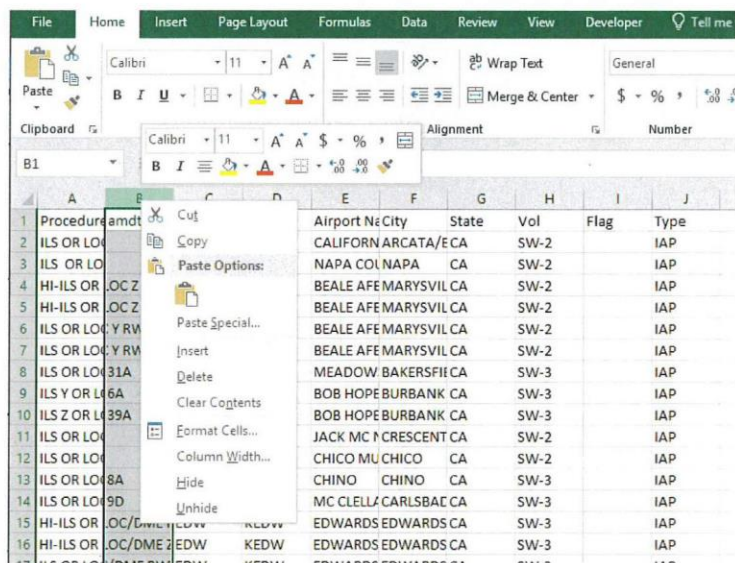 File Home Insert Page Layout Formulas Data Review View Developer Tell me
Calibri 11 A A ab Wrap Text General
Paste B I U A Merge & Center $ % , .00
Clipboard Alignment Number
Calibri 11 A A $ % ,
B1 B I A .00 .00
A B C D E F G H I J
1 Procedure amdt Airport Na City State Vol Flag Type
2 ILS OR LOC CALIFORN ARCATA/E CA SW-2 IAP
3 ILS OR LO NAPA COU NAPA CA SW-2 IAP
4 HI-ILS OR LOC Z BEALE AFE MARYSVIL CA SW-2 IAP
5 HI-ILS OR LOC Z BEALE AFE MARYSVIL CA SW-2 IAP
6 ILS OR LOC Y RW BEALE AFE MARYSVIL CA SW-2 IAP
7 ILS OR LOC Y RW BEALE AFE MARYSVIL CA SW-2 IAP
8 ILS OR LOC 31A MEADOW BAKERSFIE CA SW-3 IAP
9 ILS Y OR LO 6A BOB HOPE BURBANK CA SW-3 IAP
10 ILS Z OR LO 39A BOB HOPE BURBANK CA SW-3 IAP
11 ILS OR LOC JACK MC N CRESCENT CA SW-2 IAP
12 ILS OR LOC CHICO MU CHICO CA SW-2 IAP
13 ILS OR LOC 8A CHINO CHINO CA SW-3 IAP
14 ILS OR LOC 9D MC CLELLA CARLSBAD CA SW-3 IAP
15 HI-ILS OR LOC/DME EDW KEDW EDWARDS EDWARDS CA SW-3 IAP
16 HI-ILS OR LOC/DME Z EDW KEDW EDWARDS EDWARDS CA SW-3 IAP
Cut
Copy
Paste Options:
Paste Special...
Insert
Delete
Clear Contents
Format Cells...
Column Width...
Hide
Unhide